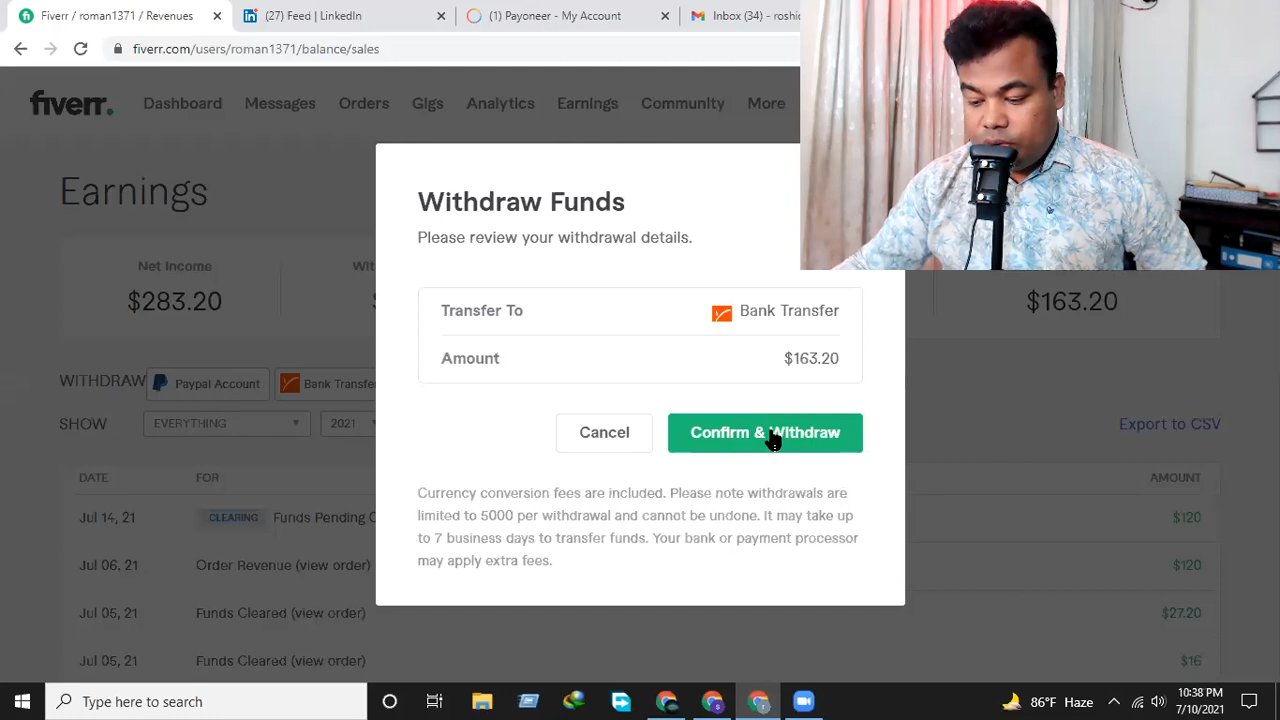 Fiverr / roman1371 / Revenues
(27) Feed | LinkedIn
(1) Payoneer - My Account
Inbox (34) - roshi
fiverr.com/users/roman1371/balance/sales
fiverr.
Dashboard Messages Orders Gigs Analytics Earnings Community More
Earnings
Withdraw Funds
Please review your withdrawal details.
Net Income
Wit
$283.20
$163.20
Transfer To
Bank Transfer
Amount
$163.20
WITHDRAW
Paypal Account
Bank Transfer
SHOW
EVERYTHING
2021
Export to CSV
Cancel
Confirm & Withdraw
Currency conversion fees are included. Please note withdrawals are
limited to 5000 per withdrawal and cannot be undone. It may take up
to 7 business days to transfer funds. Your bank or payment processor
may apply extra fees.
DATE FOR AMOUNT
Jul 14, 21 CLEARING Funds Pending C $120
Jul 06, 21 Order Revenue (view order) $120
Jul 05, 21 Funds Cleared (view order) $27.20
Jul 05, 21 Funds Cleared (view order) $16
Type here to search
86°F Haze
10:38 PM
7/10/2021